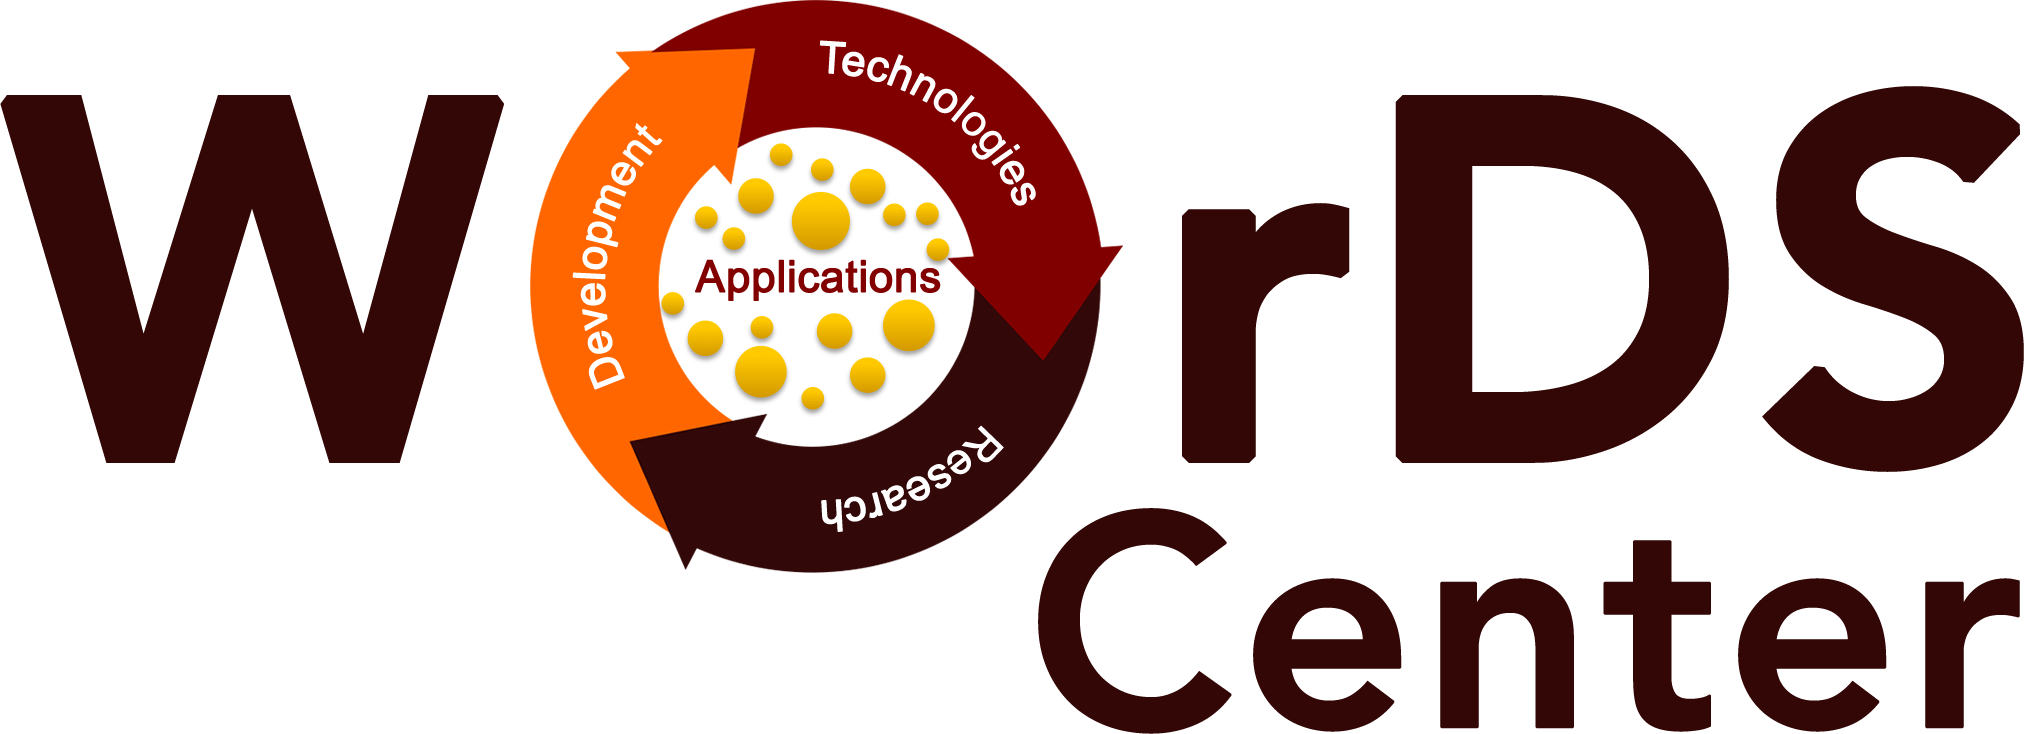 WorDS
Center
Technologies
Development
Applications
Research